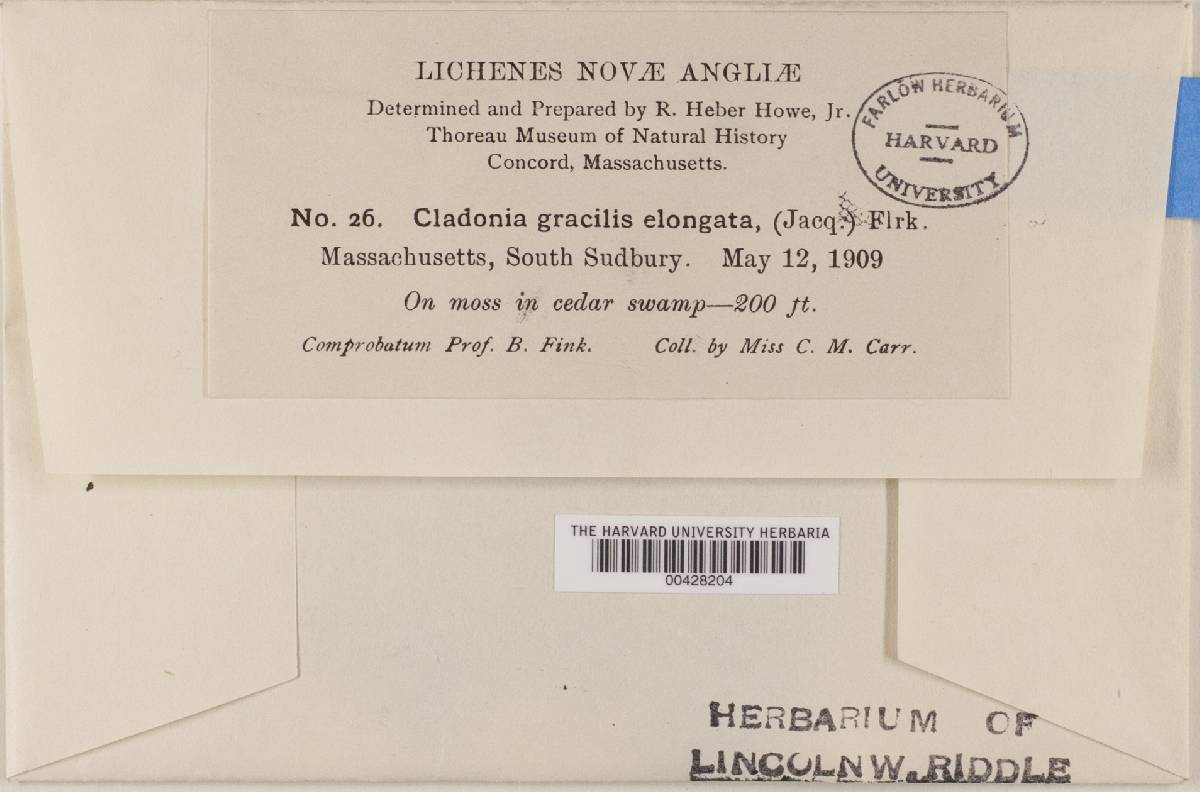 LICHENES NOVÆ ANGLIÆ
Determined and Prepared by R. Heber Howe, Jr.
Thoreau Museum of Natural History
Concord, Massachusetts.
FARLOW HERBARIUM
HARVARD
UNIVERSITY
No. 26. Cladonia gracilis elongata, (Jacq.) Flrk.
Massachusetts, South Sudbury. May 12, 1909
On moss in cedar swamp—200 ft.
Comprobatum Prof. B. Fink. Coll. by Miss C. M. Carr.
THE HARVARD UNIVERSITY HERBARIA
00428204
HERBARIUM OF
LINCOLN W. RIDDLE